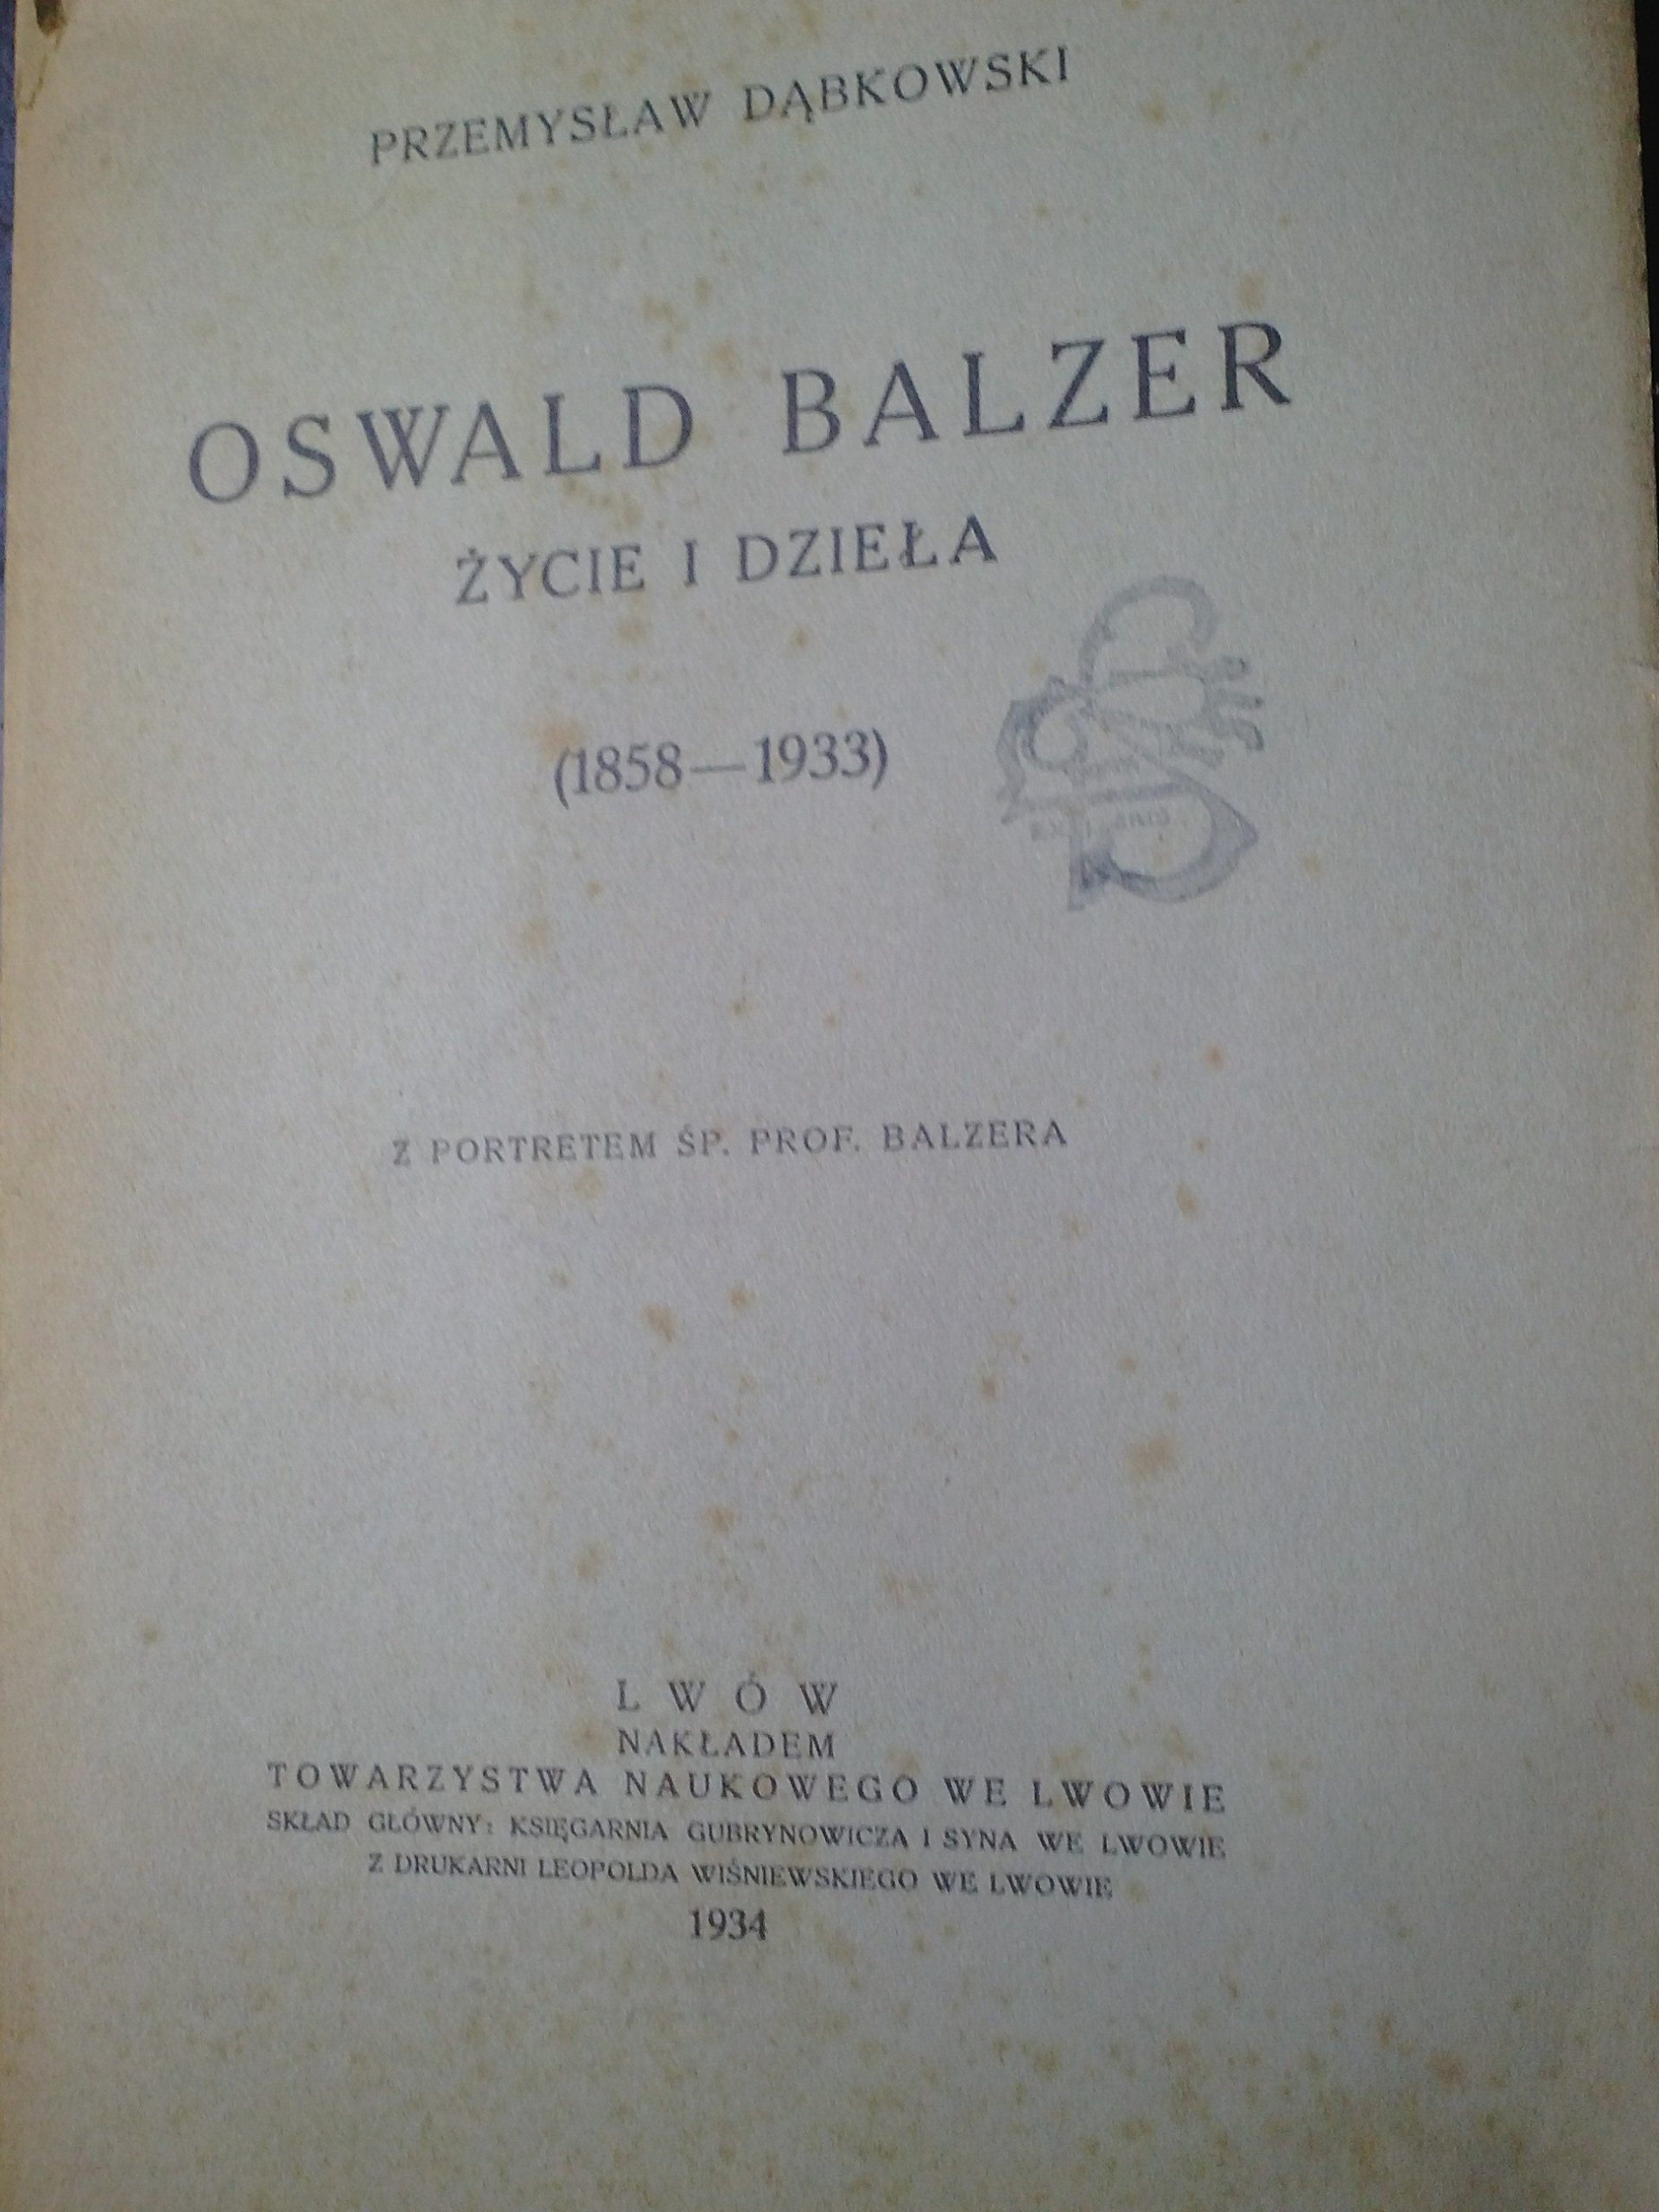 PRZEMYSŁAW DĄBKOWSKI
OSWALD BALZER
ŻYCIE I DZIEŁA
(1858—1933)
Z PORTRETEM ŚP. PROF. BALZERA
LWÓW
NAKŁADEM
TOWARZYSTWA NAUKOWEGO WE LWOWIE
SKŁAD GŁÓWNY: KSIĘGARNIA GUBRYNOWICZA I SYNA WE LWOWIE
Z DRUKARNI LEOPOLDA WIŚNIEWSKIEGO WE LWOWIE
1934